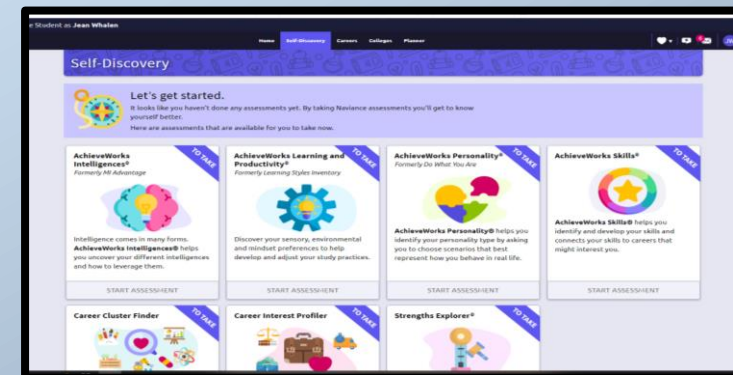 e Student as Jean Whalen
Home Self-Discovery Careers Colleges Planner
Self-Discovery
Let's get started.
It looks like you haven't done any assessments yet. By taking Naviance assessments you'll get to know
yourself better.
Here are assessments that are available for you to take now.
AchieveWorks
Intelligences®
Formerly MI Advantage
TO TAKE
Intelligence comes in many forms.
AchieveWorks Intelligences® helps
you uncover your different intelligences
and how to leverage them.
START ASSESSMENT
AchieveWorks Learning and
Productivity®
Formerly Learning Styles Inventory
TO TAKE
Discover your sensory, environmental
and mindset preferences to help
develop and adjust your study practices.
START ASSESSMENT
AchieveWorks Personality®
Formerly Do What You Are
TO TAKE
AchieveWorks Personality® helps you
identify your personality type by asking
you to choose scenarios that best
represent how you behave in real life.
START ASSESSMENT
AchieveWorks Skills®
TO TAKE
AchieveWorks Skills® helps you
identify and develop your skills and
connects your skills to careers that
might interest you.
START ASSESSMENT
Career Cluster Finder
TO TAKE
Career Interest Profiler
TO TAKE
Strengths Explorer®
TO TAKE